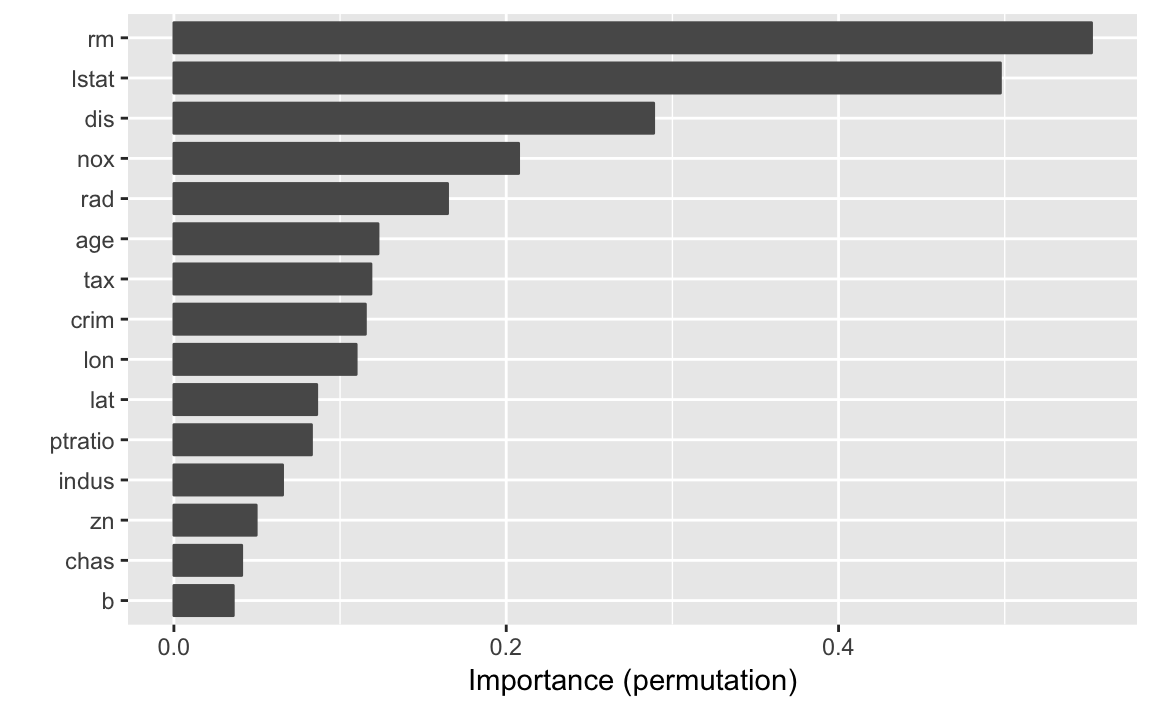 rm
lstat
dis
nox
rad
age
tax
crim
lon
lat
ptratio
indus
zn
chas
b
0.0 0.2 0.4
Importance (permutation)